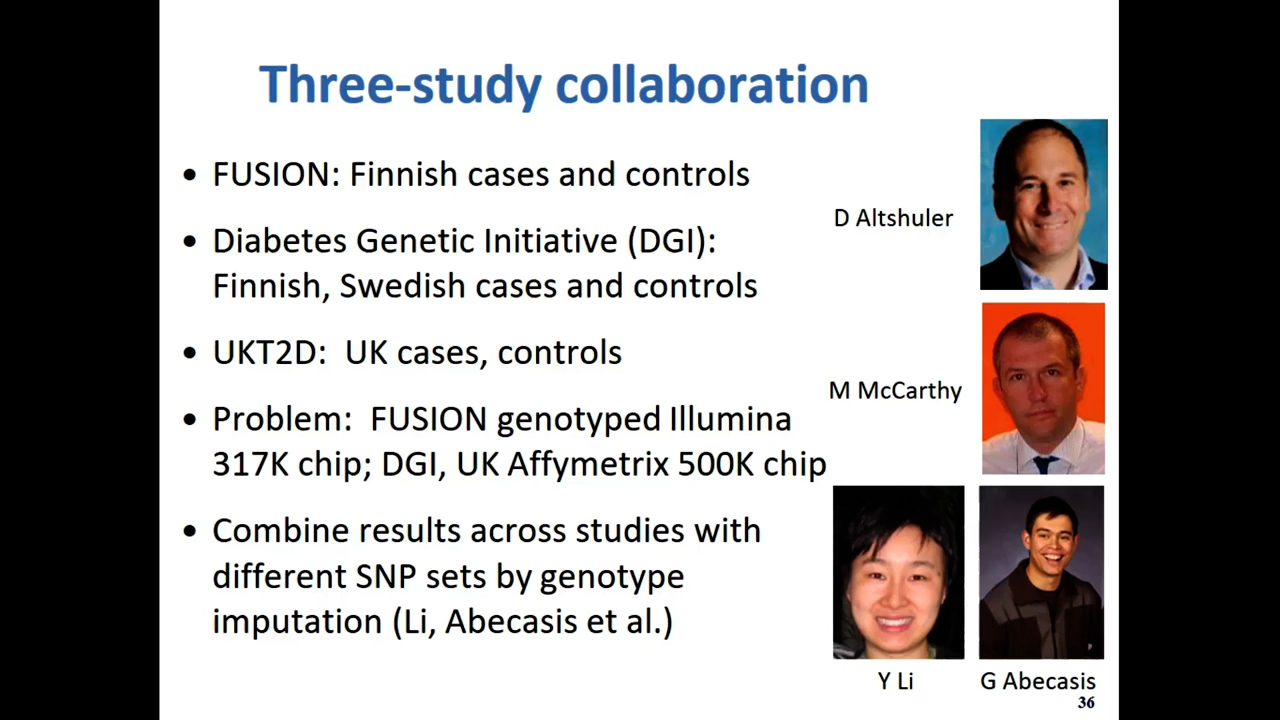 Three-study collaboration
• FUSION: Finnish cases and controls
• Diabetes Genetic Initiative (DGI):
Finnish, Swedish cases and controls
• UKT2D:  UK cases, controls
• Problem:  FUSION genotyped Illumina
317K chip; DGI, UK Affymetrix 500K chip
• Combine results across studies with
different SNP sets by genotype
imputation (Li, Abecasis et al.)
D Altshuler
M McCarthy
Y Li
G Abecasis
36